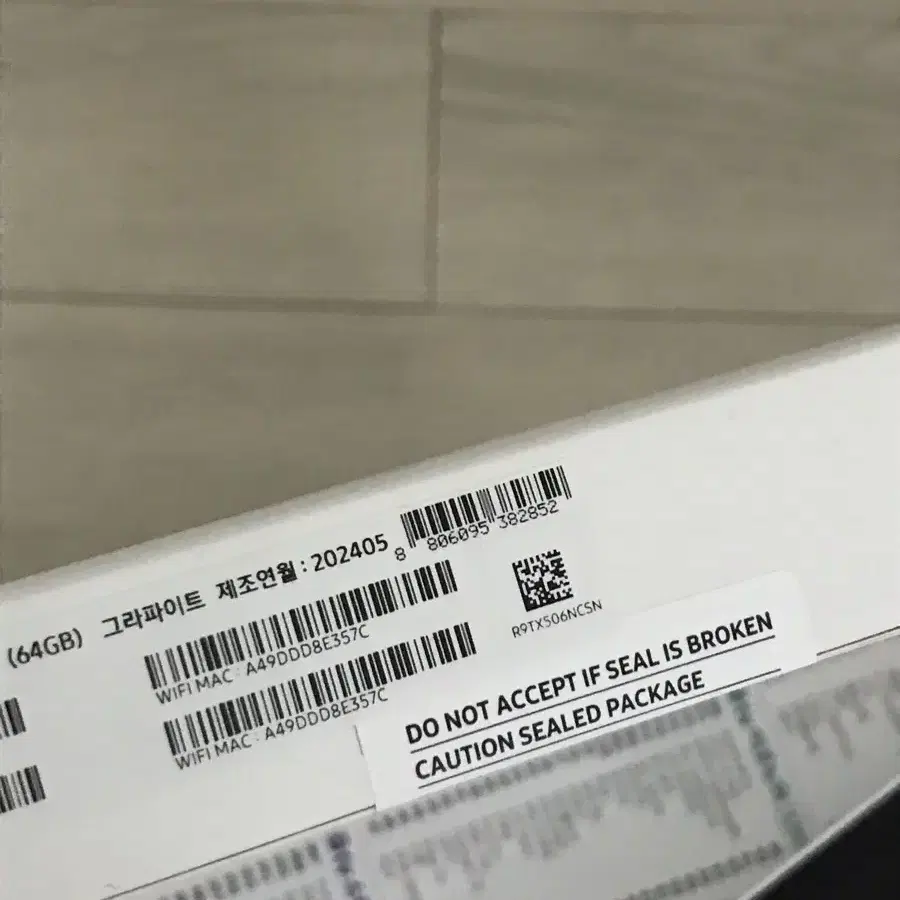 (64GB) 그라파이트 제조연월 : 202405
8 806095 382852
WIFI MAC : A49DDD8E357C
WIFI MAC : A49DDD8E357C
R9TX506NCSN
DO NOT ACCEPT IF SEAL IS BROKEN
CAUTION SEALED PACKAGE